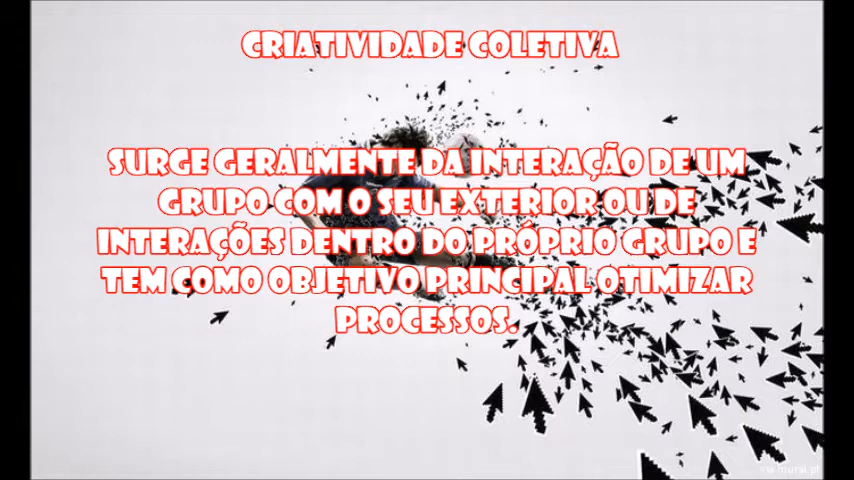 CRIATIVIDADE COLETIVA
SURGE GERALMENTE DA INTERAÇÃO DE UM
GRUPO COM O SEU EXTERIOR OU DE
INTERAÇÕES DENTRO DO PRÓPRIO GRUPO E
TEM COMO OBJETIVO PRINCIPAL OTIMIZAR
PROCESSOS.